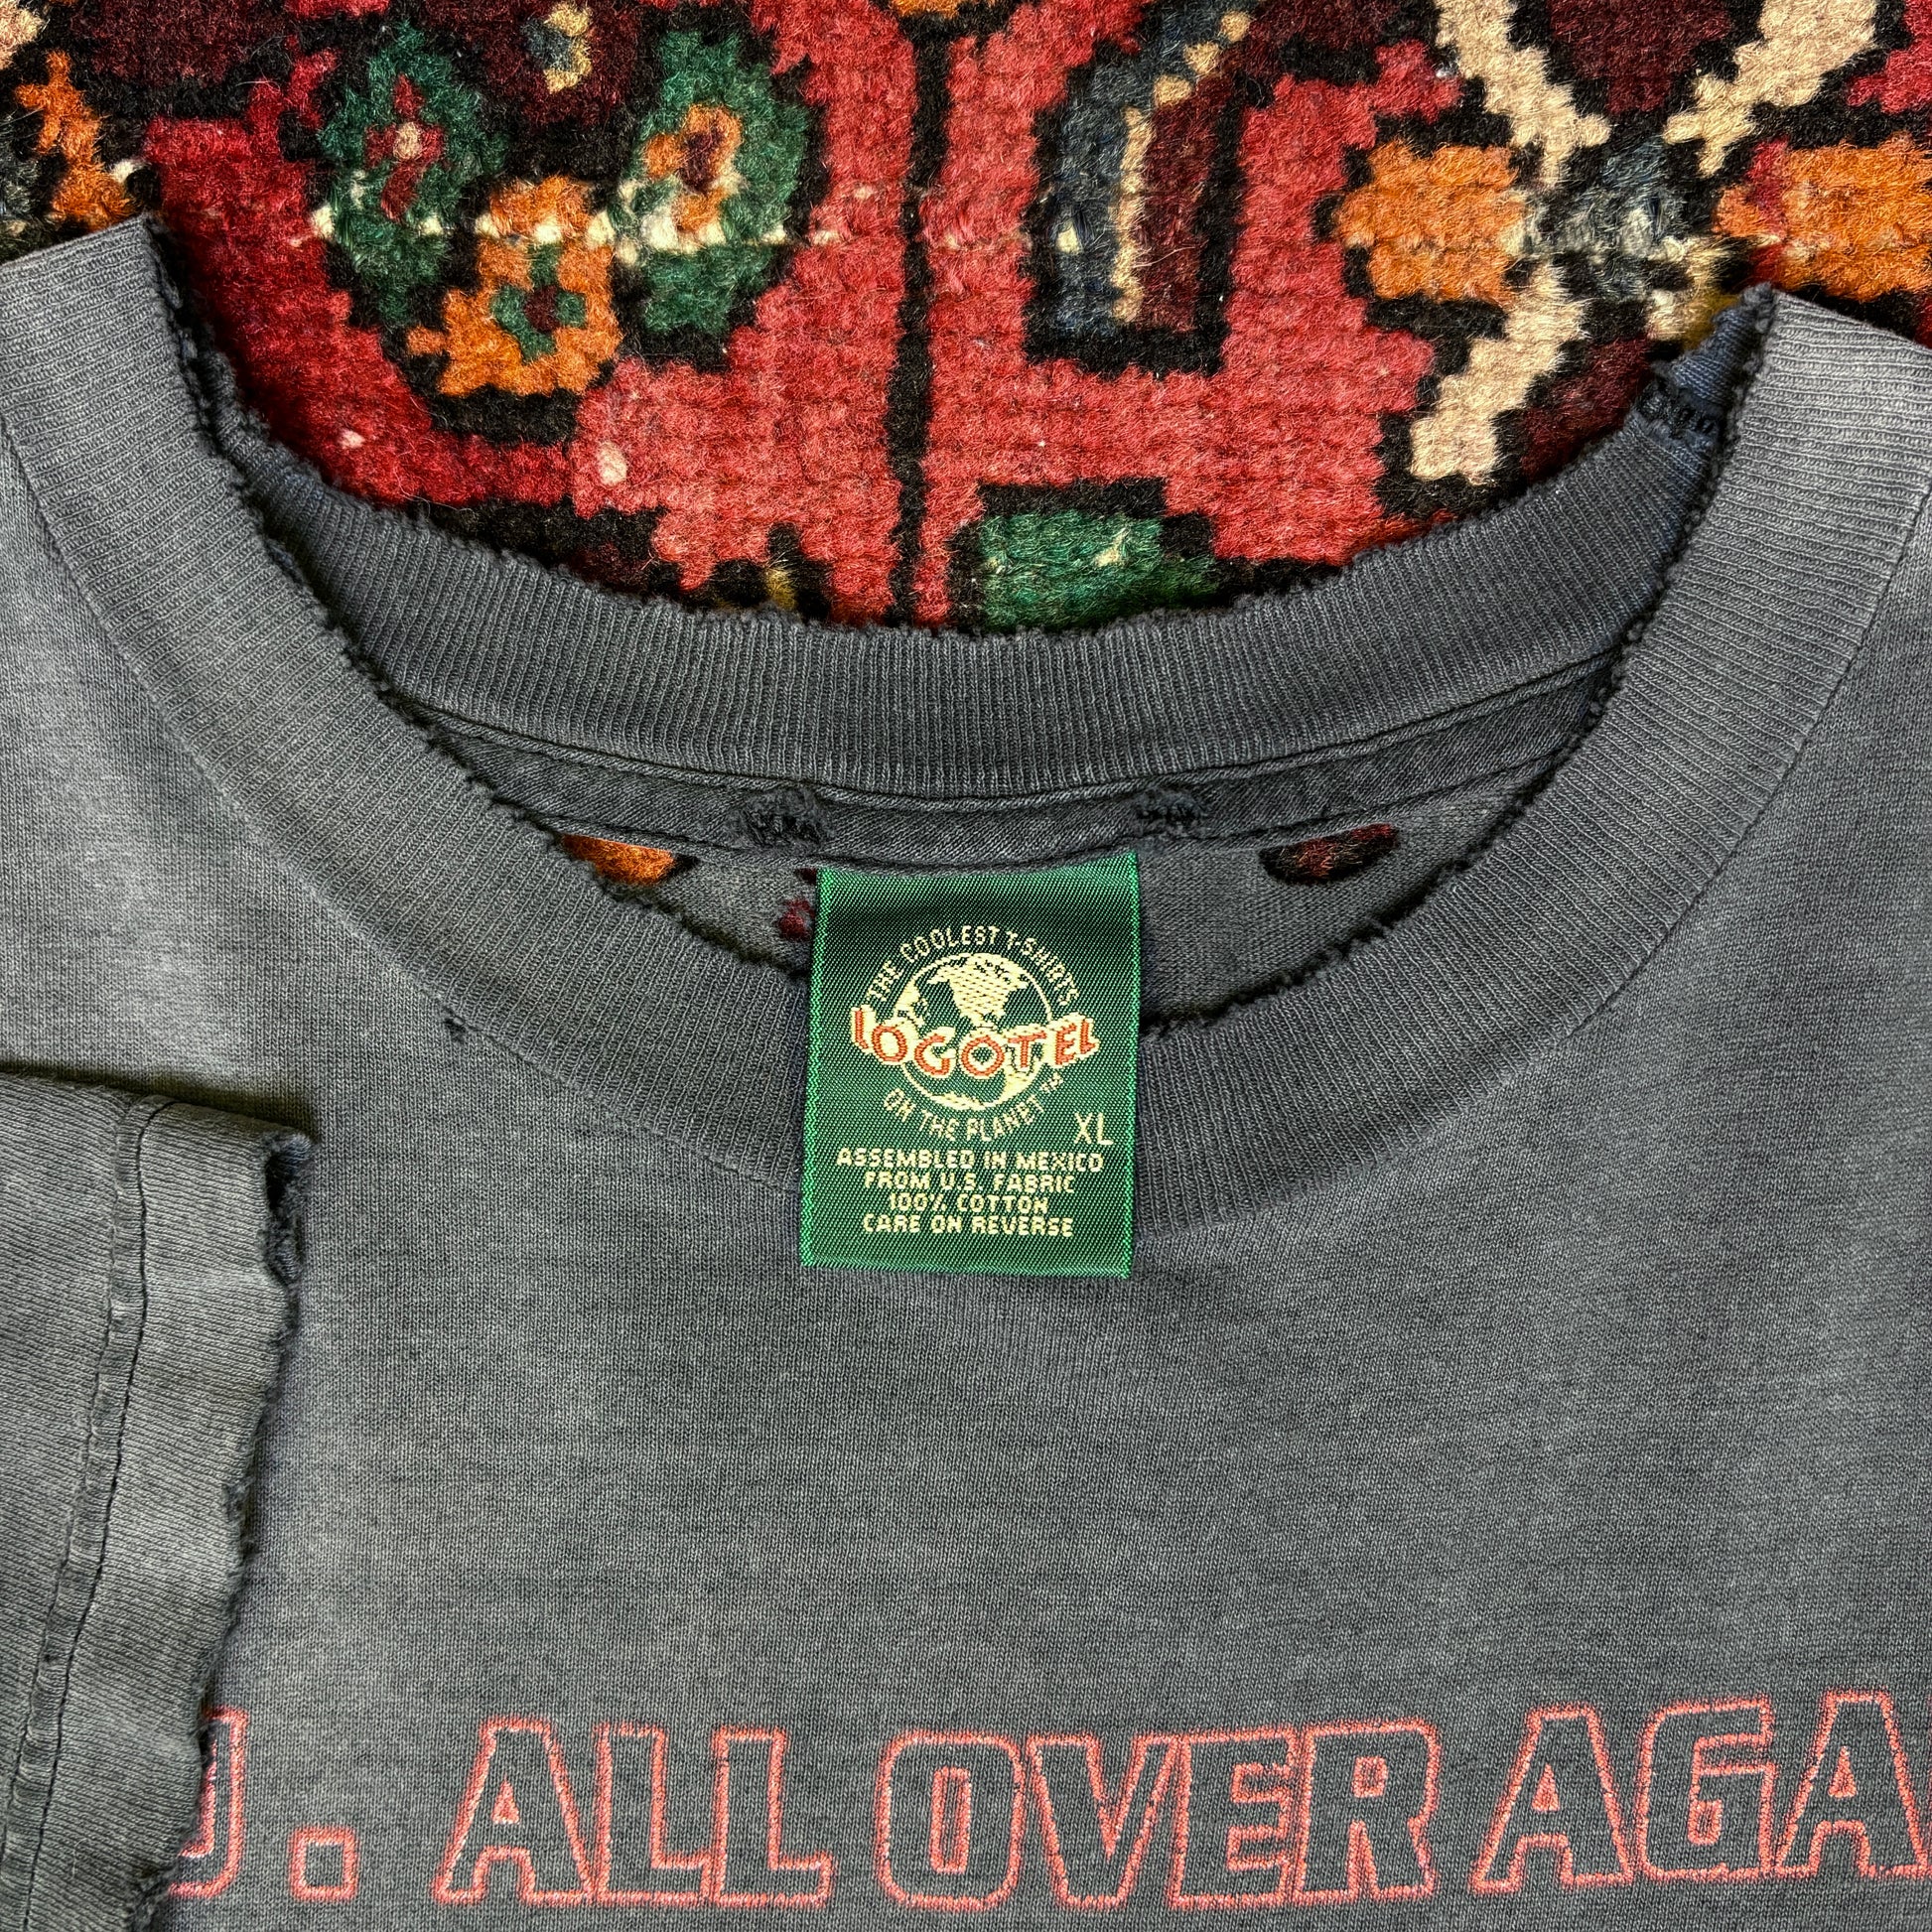 THE COOLEST T-SHIRTS
LOGOTEL
ON THE PLANET TM
XL
ASSEMBLED IN MEXICO
FROM U.S. FABRIC
100% COTTON
CARE ON REVERSE
. ALL OVER AGA